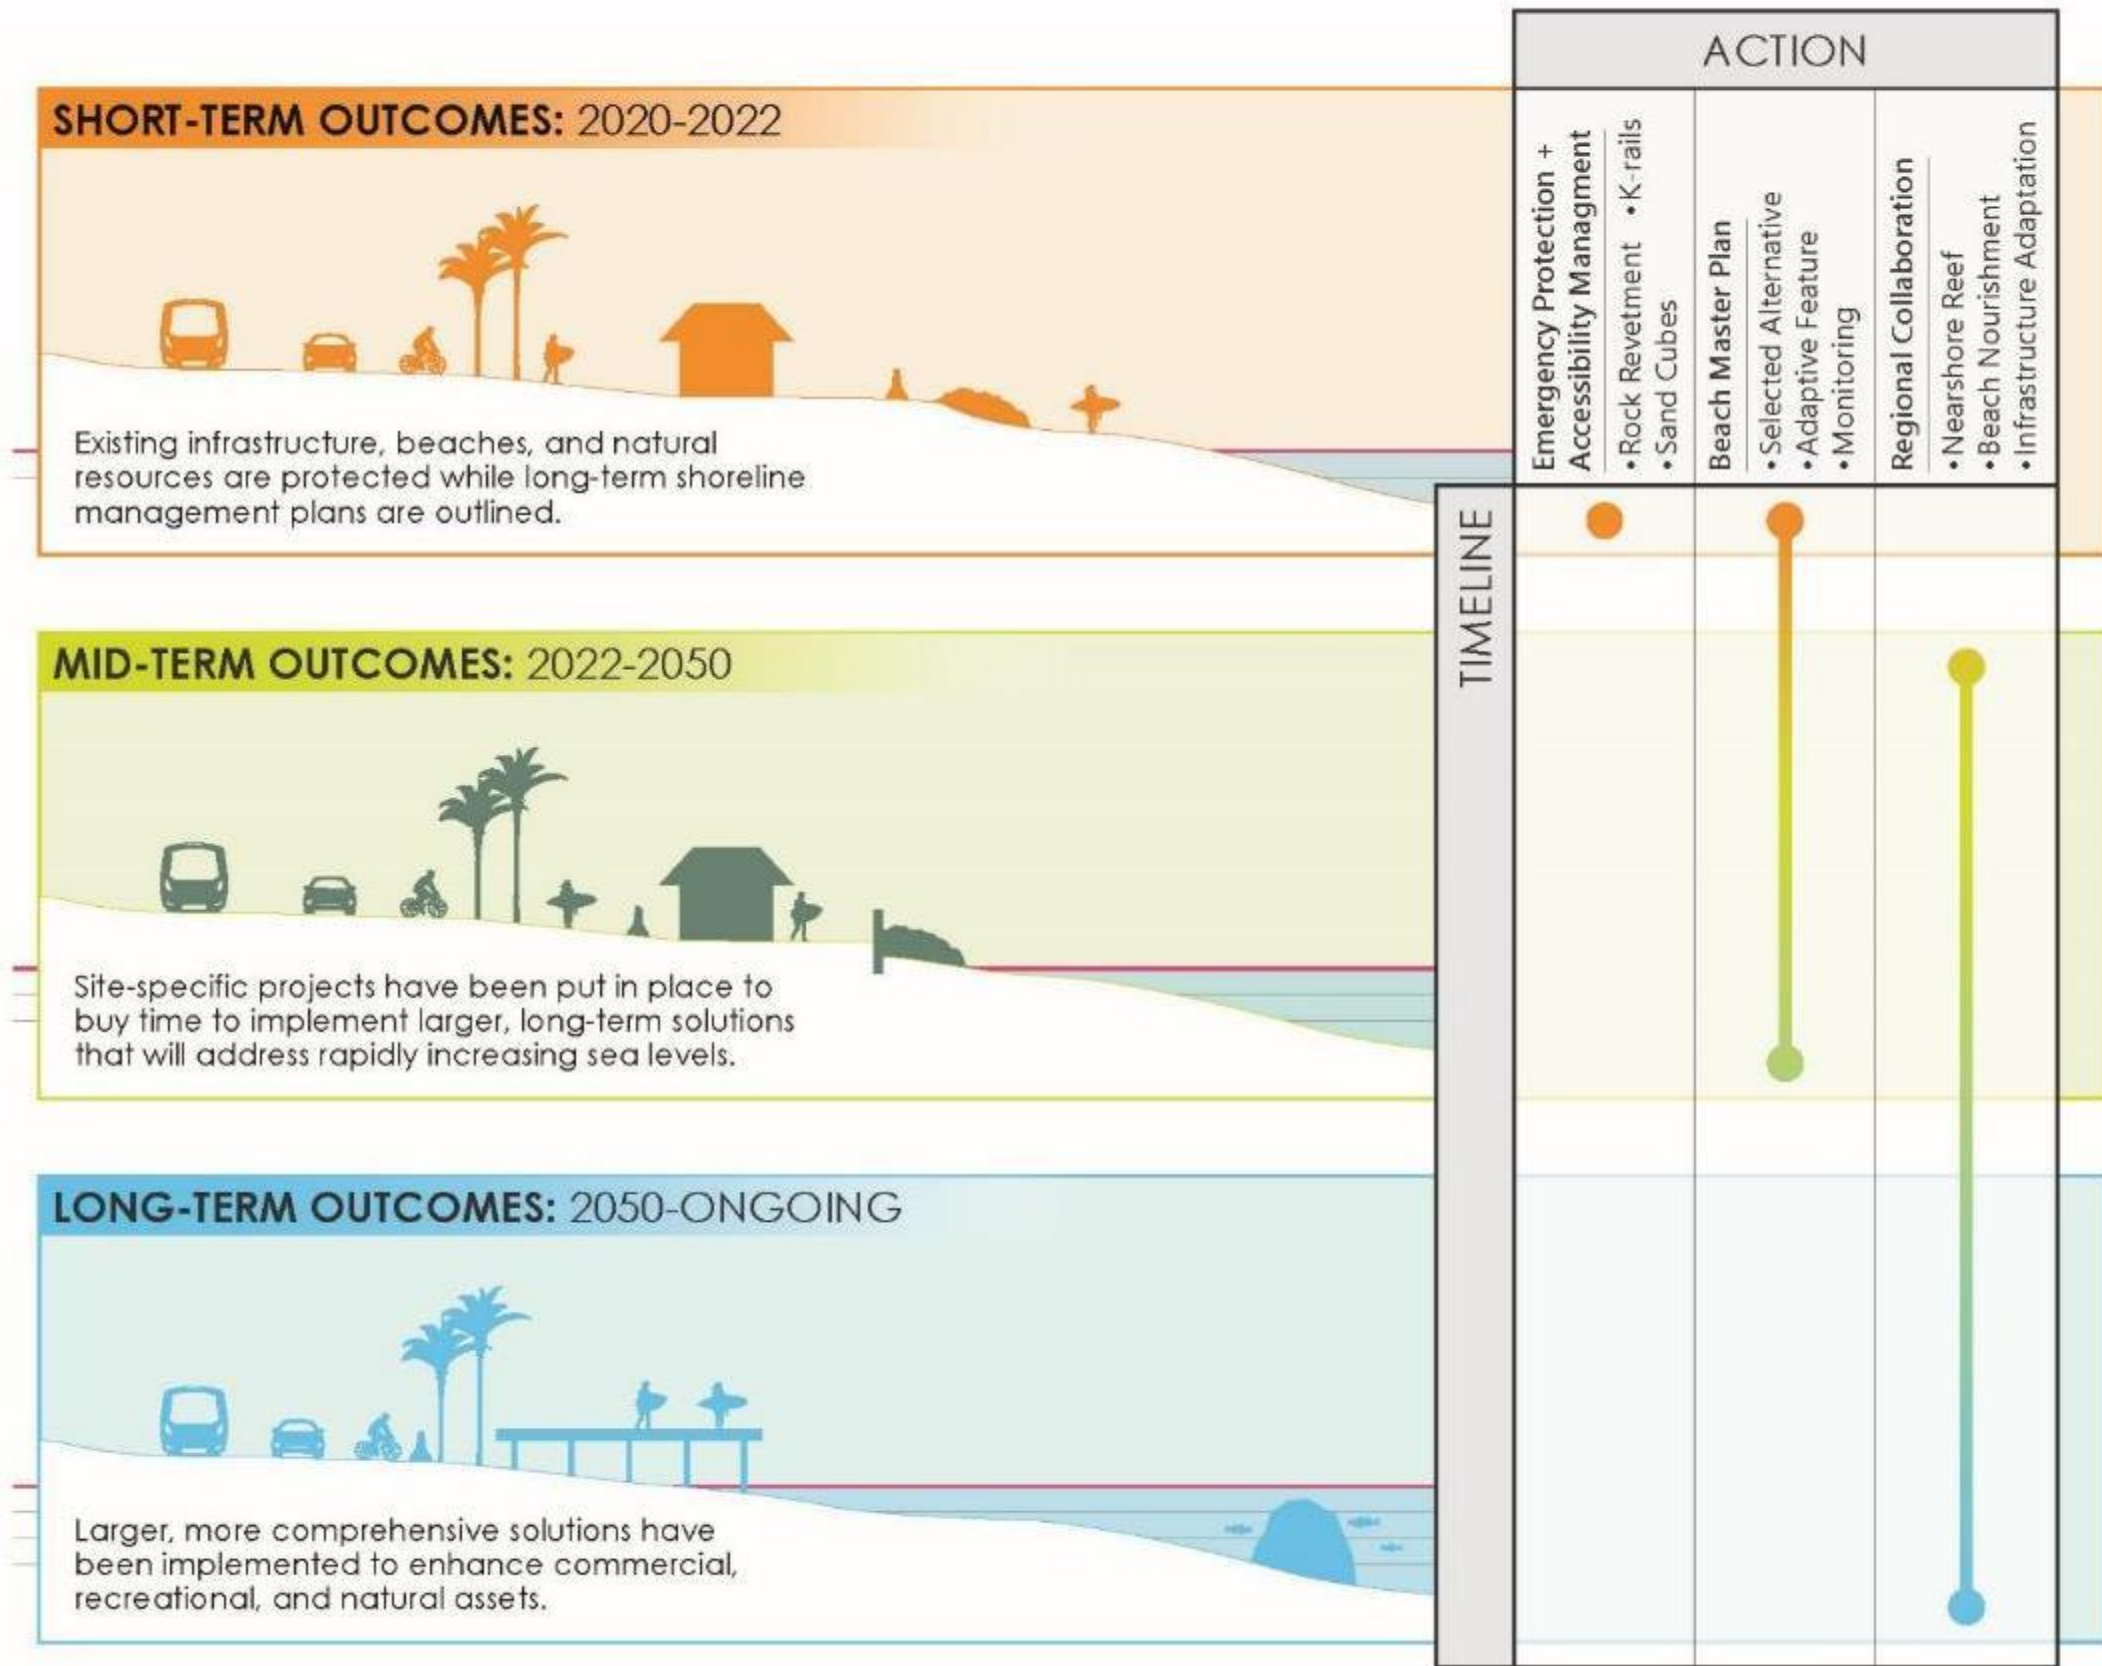 ACTION
SHORT-TERM OUTCOMES: 2020-2022
Existing infrastructure, beaches, and natural
resources are protected while long-term shoreline
management plans are outlined.
Emergency Protection +
Accessibility Managment
• Rock Revetment • K-rails
• Sand Cubes
Beach Master Plan
• Selected Alternative
• Adaptive Feature
• Monitoring
Regional Collaboration
• Nearshore Reef
• Beach Nourishment
• Infrastructure Adaptation
TIMELINE
MID-TERM OUTCOMES: 2022-2050
Site-specific projects have been put in place to
buy time to implement larger, long-term solutions
that will address rapidly increasing sea levels.
LONG-TERM OUTCOMES: 2050-ONGOING
Larger, more comprehensive solutions have
been implemented to enhance commercial,
recreational, and natural assets.